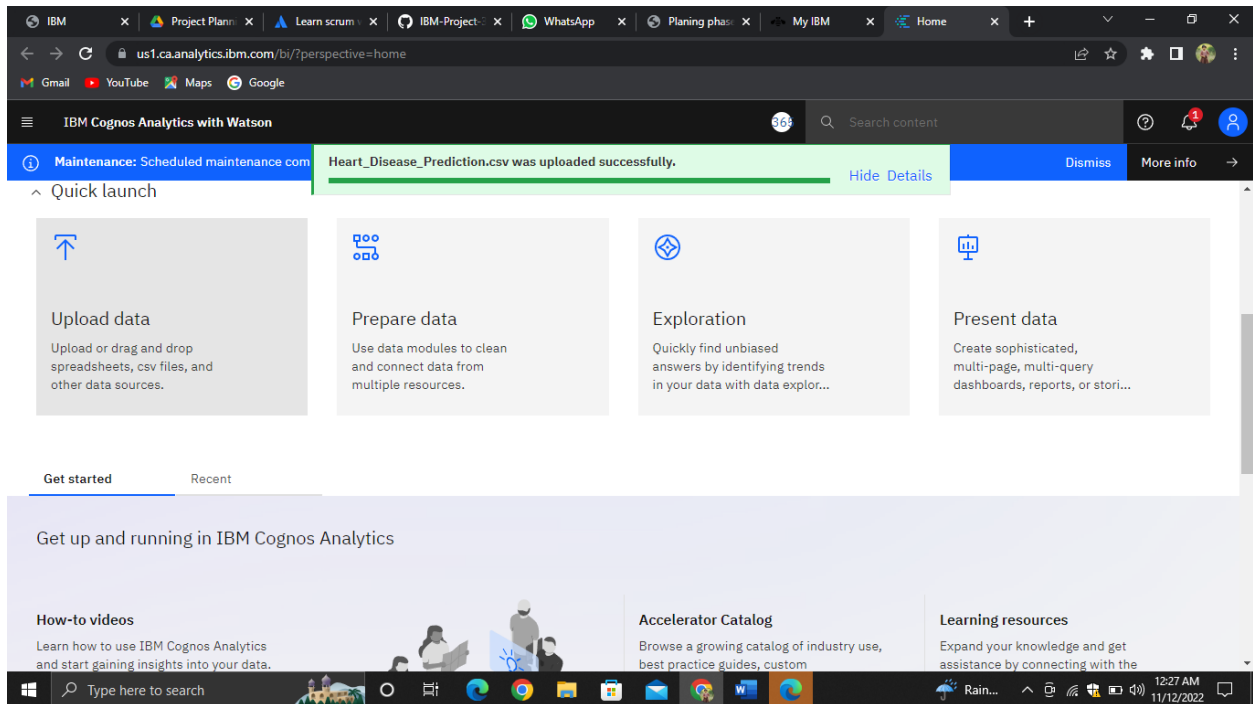 IBM
Project Plann
Learn scrum
IBM-Project-3
WhatsApp
Planing phase
My IBM
Home
us1.ca.analytics.ibm.com/bi/?perspective=home
Gmail
YouTube
Maps
Google
IBM Cognos Analytics with Watson
365
Search content
1
Maintenance: Scheduled maintenance com
Heart_Disease_Prediction.csv was uploaded successfully.
Hide Details
Dismiss
More info
Quick launch
Upload data
Upload or drag and drop
spreadsheets, csv files, and
other data sources.
Prepare data
Use data modules to clean
and connect data from
multiple resources.
Exploration
Quickly find unbiased
answers by identifying trends
in your data with data explor...
Present data
Create sophisticated,
multi-page, multi-query
dashboards, reports, or stori...
Get started
Recent
Get up and running in IBM Cognos Analytics
How-to videos
Learn how to use IBM Cognos Analytics
and start gaining insights into your data.
Accelerator Catalog
Browse a growing catalog of industry use,
best practice guides, custom
Learning resources
Expand your knowledge and get
assistance by connecting with the
Type here to search
Rain...
12:27 AM
11/12/2022